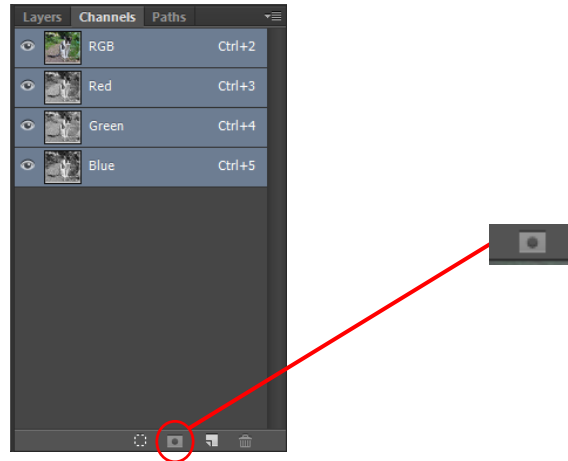 Layers Channels Paths
RGB Ctrl+2
Red Ctrl+3
Green Ctrl+4
Blue Ctrl+5